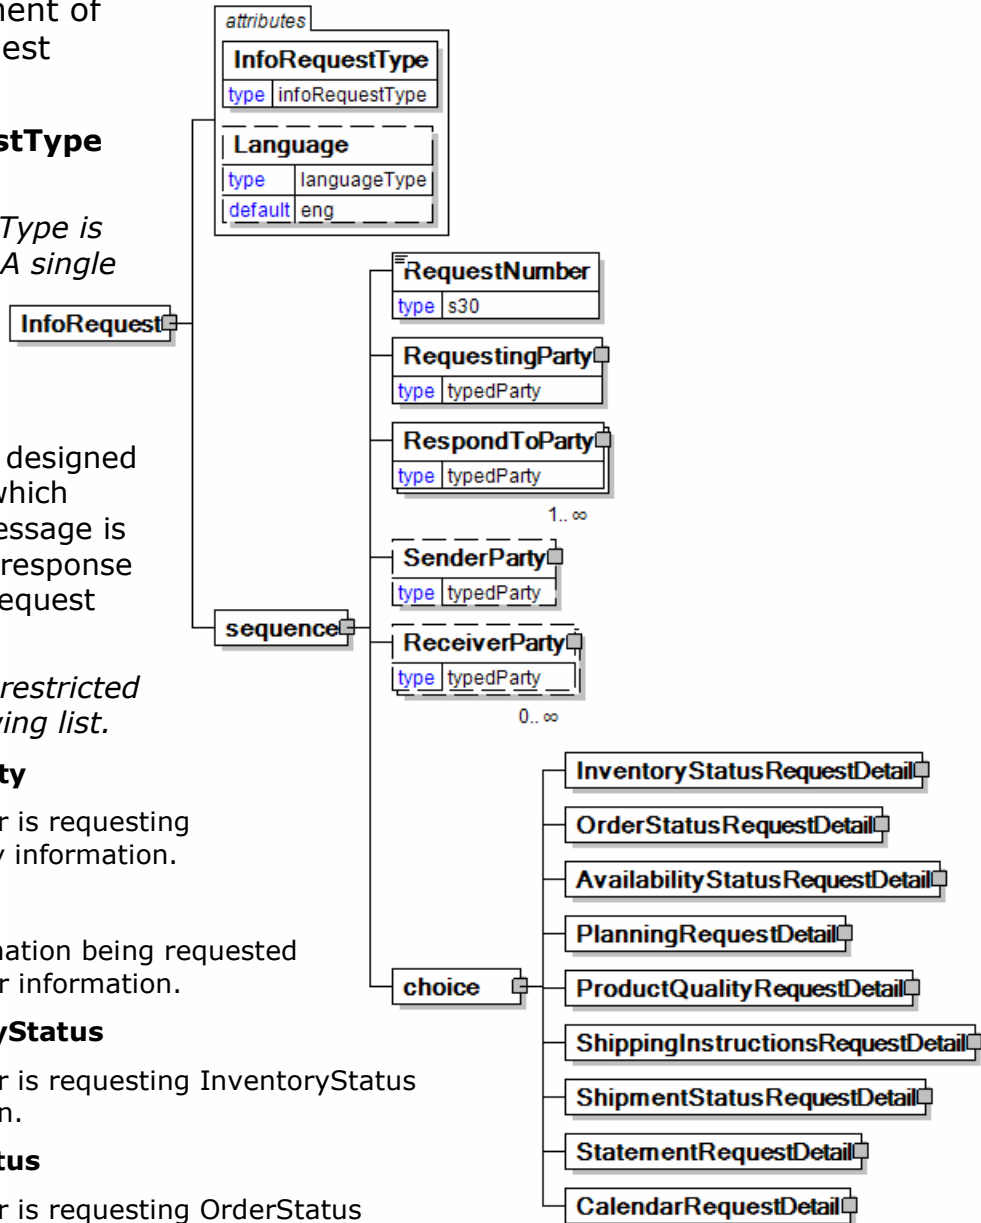 ment of
est
stType
Type is
A single
designed
which
essage is
response
equest
restricted
ving list.
ty
r is requesting
y information.
nation being requested
r information.
yStatus
r is requesting InventoryStatus
n.
tus
r is requesting OrderStatus
attributes
InfoRequestType
type infoRequestType
Language
type languageType
default eng
InfoRequest
sequence
RequestNumber
type s30
RequestingParty
type typedParty
RespondToParty
type typedParty
1.. ∞
SenderParty
type typedParty
ReceiverParty
type typedParty
0.. ∞
choice
InventoryStatusRequestDetail
OrderStatusRequestDetail
AvailabilityStatusRequestDetail
PlanningRequestDetail
ProductQualityRequestDetail
ShippingInstructionsRequestDetail
ShipmentStatusRequestDetail
StatementRequestDetail
CalendarRequestDetail